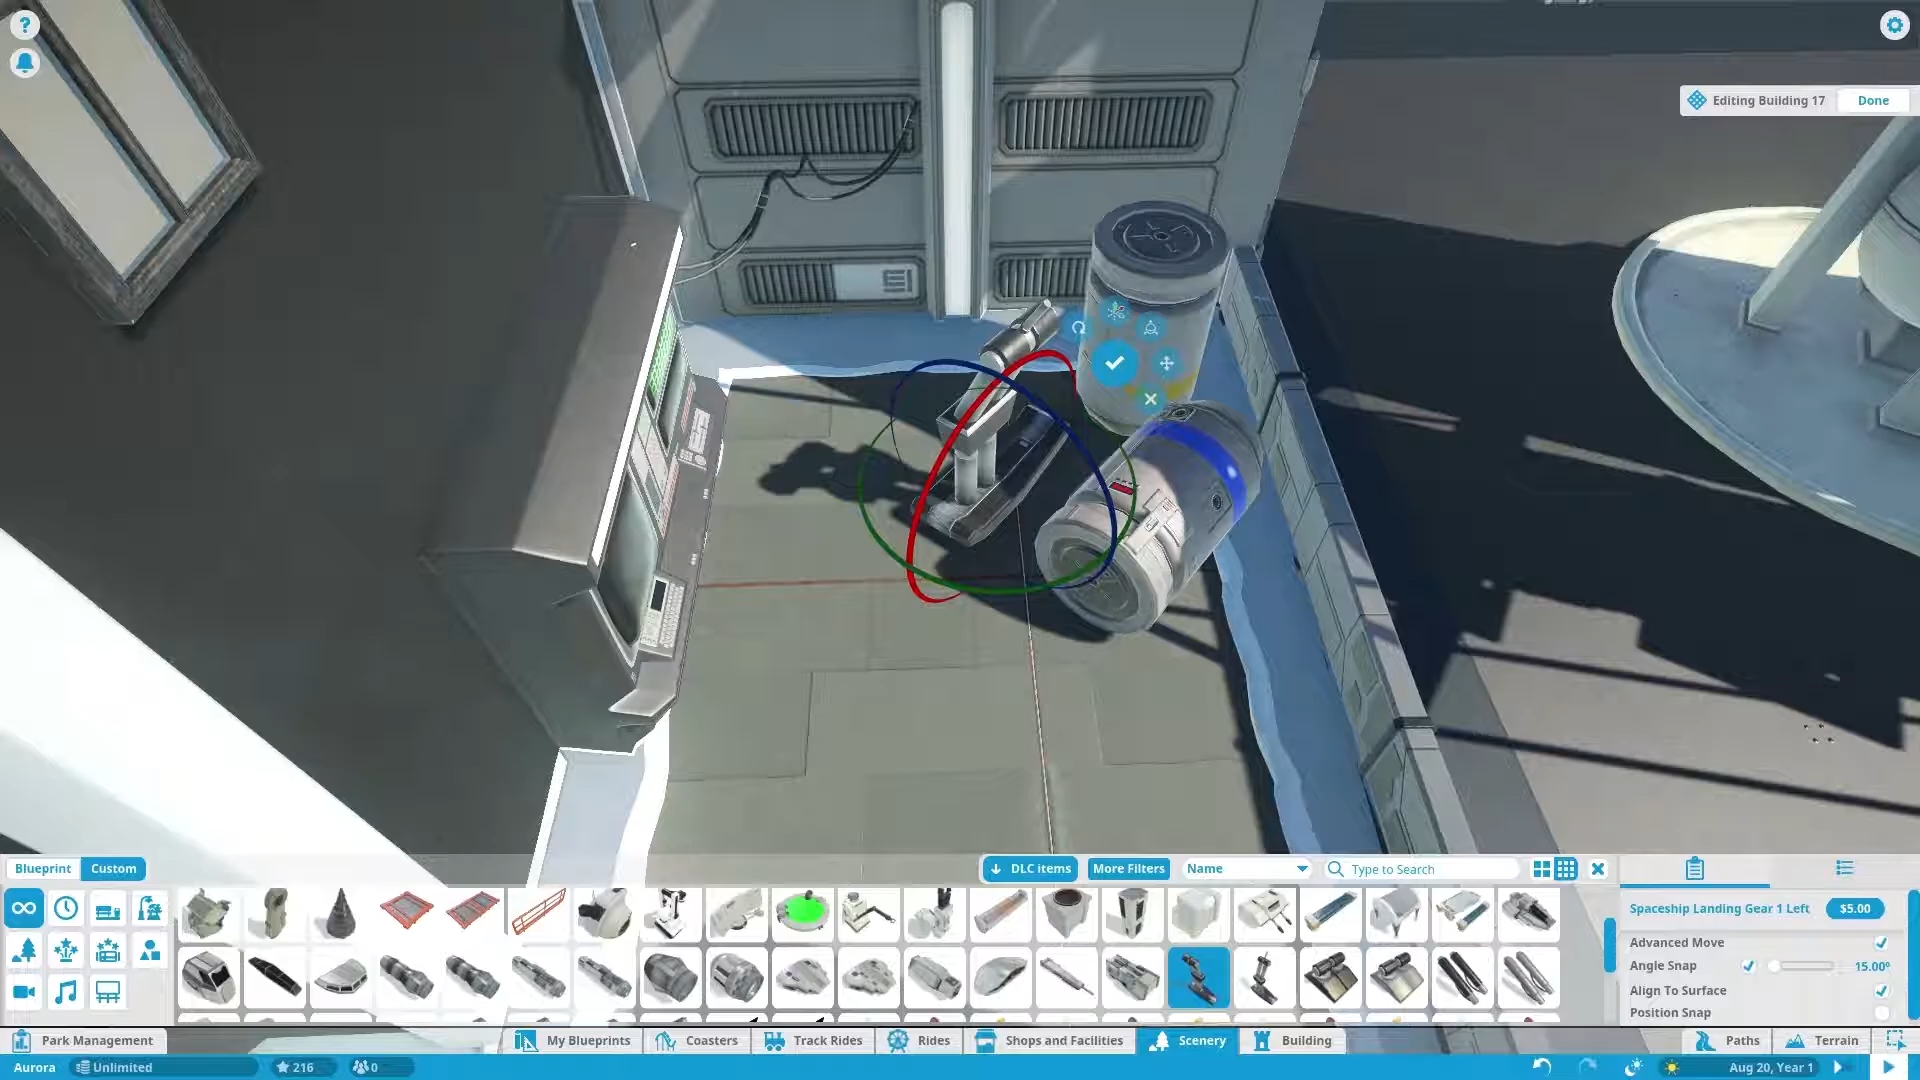 ?
Editing Building 17 Done
Blueprint Custom
DLC items More Filters Name Type to Search
Spaceship Landing Gear 1 Left $5.00
Advanced Move
Angle Snap 15.00°
Align To Surface
Position Snap
Park Management My Blueprints Coasters Track Rides Rides Shops and Facilities Scenery Building Paths Terrain
Aurora Unlimited 216 0 Aug 20, Year 1